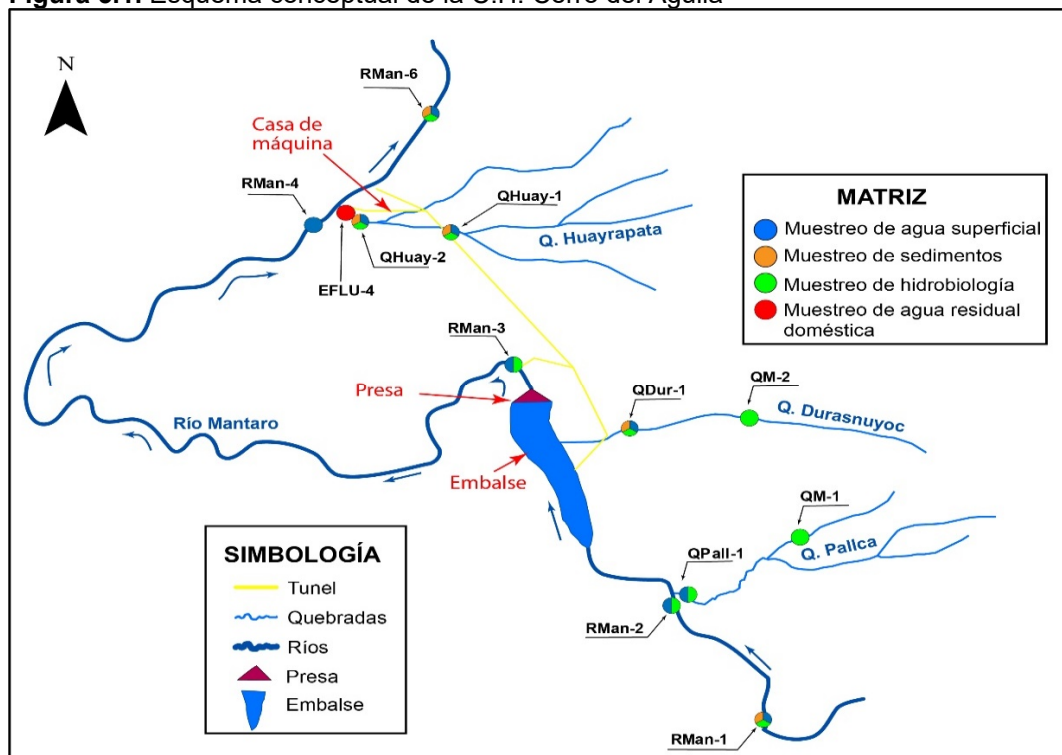 Figura 3.1. Esquema conceptual de la C.H. Cerro del Águila
N
RMan-6
Casa de
máquina
RMan-4
QHuay-1
Q. Huayrapata
QHuay-2
EFLU-4
MATRIZ
Muestreo de agua superficial
Muestreo de sedimentos
Muestreo de hidrobiología
Muestreo de agua residual
doméstica
RMan-3
Presa
QDur-1
QM-2
Q. Durasnuyoc
Río Mantaro
Embalse
QM-1
Q. Pallca
QPall-1
RMan-2
RMan-1
SIMBOLOGÍA
Tunel
Quebradas
Ríos
Presa
Embalse